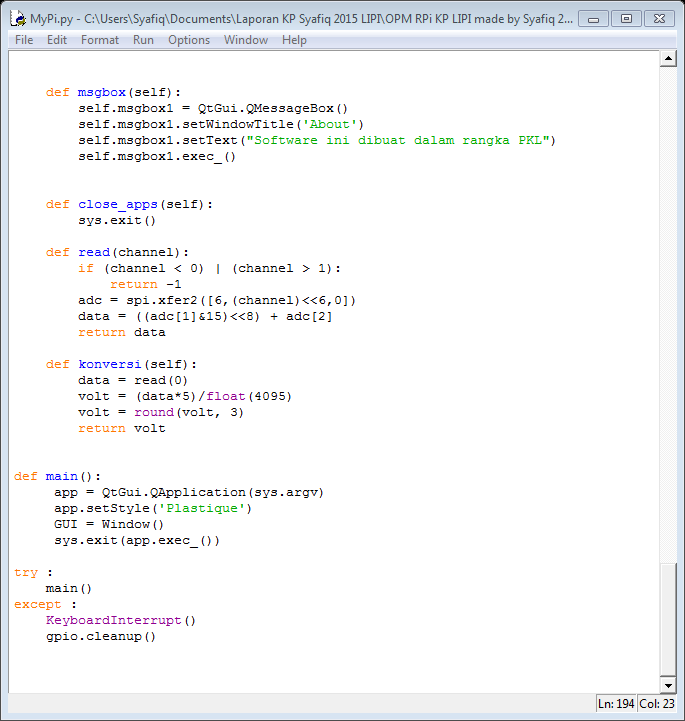 MyPi.py - C:\Users\Syafiq\Documents\Laporan KP Syafiq 2015 LIPI\OPM RPi KP LIPI made by Syafiq 2...
File Edit Format Run Options Window Help
    def msgbox(self):
        self.msgbox1 = QtGui.QMessageBox()
        self.msgbox1.setWindowTitle('About')
        self.msgbox1.setText("Software ini dibuat dalam rangka PKL")
        self.msgbox1.exec_()
    def close_apps(self):
        sys.exit()
    def read(channel):
        if (channel < 0) | (channel > 1):
            return -1
        adc = spi.xfer2([6,(channel)<<6,0])
        data = ((adc[1]&15)<<8) + adc[2]
        return data
    def konversi(self):
        data = read(0)
        volt = (data*5)/float(4095)
        volt = round(volt, 3)
        return volt
def main():
     app = QtGui.QApplication(sys.argv)
     app.setStyle('Plastique')
     GUI = Window()
     sys.exit(app.exec_())
try :
    main()
except :
    KeyboardInterrupt()
    gpio.cleanup()
Ln: 194 Col: 23